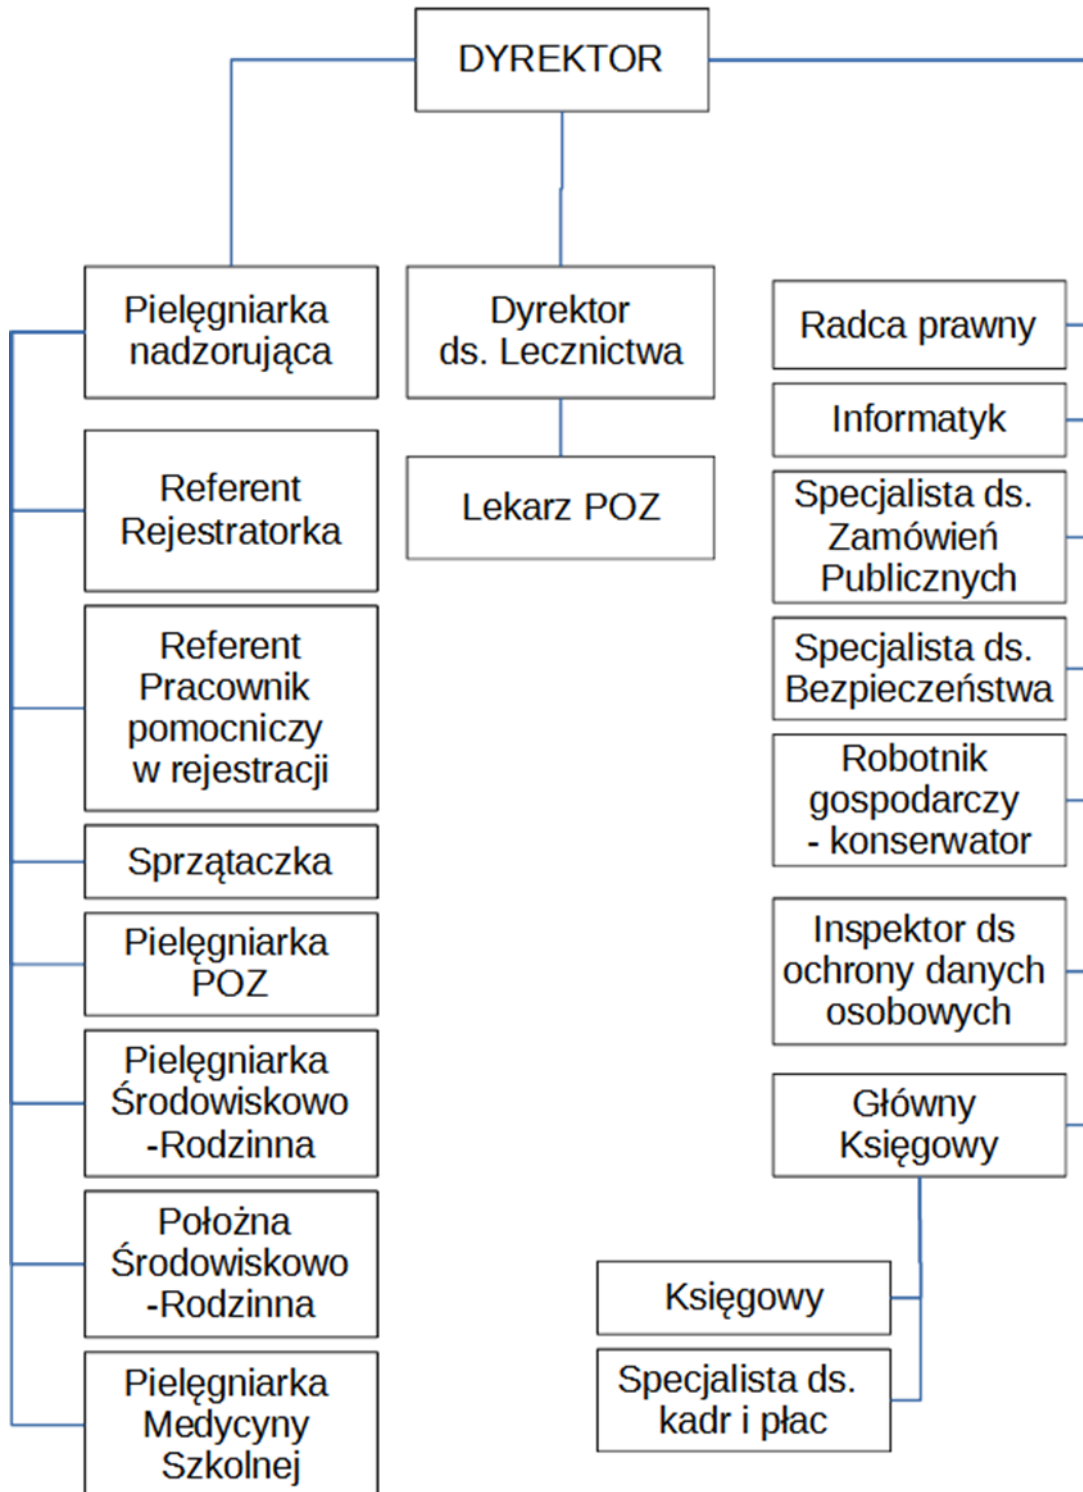 DYREKTOR
Pielęgniarka
nadzorująca
Referent
Rejestratorka
Referent
Pracownik
pomocniczy
w rejestracji
Sprzątaczka
Pielęgniarka
POZ
Pielęgniarka
Środowiskowo
-Rodzinna
Położna
Środowiskowo
-Rodzinna
Pielęgniarka
Medycyny
Szkolnej
Dyrektor
ds. Lecznictwa
Lekarz POZ
Radca prawny
Informatyk
Specjalista ds.
Zamówień
Publicznych
Specjalista ds.
Bezpieczeństwa
Robotnik
gospodarczy
- konserwator
Inspektor ds
ochrony danych
osobowych
Główny
Księgowy
Księgowy
Specjalista ds.
kadr i płac